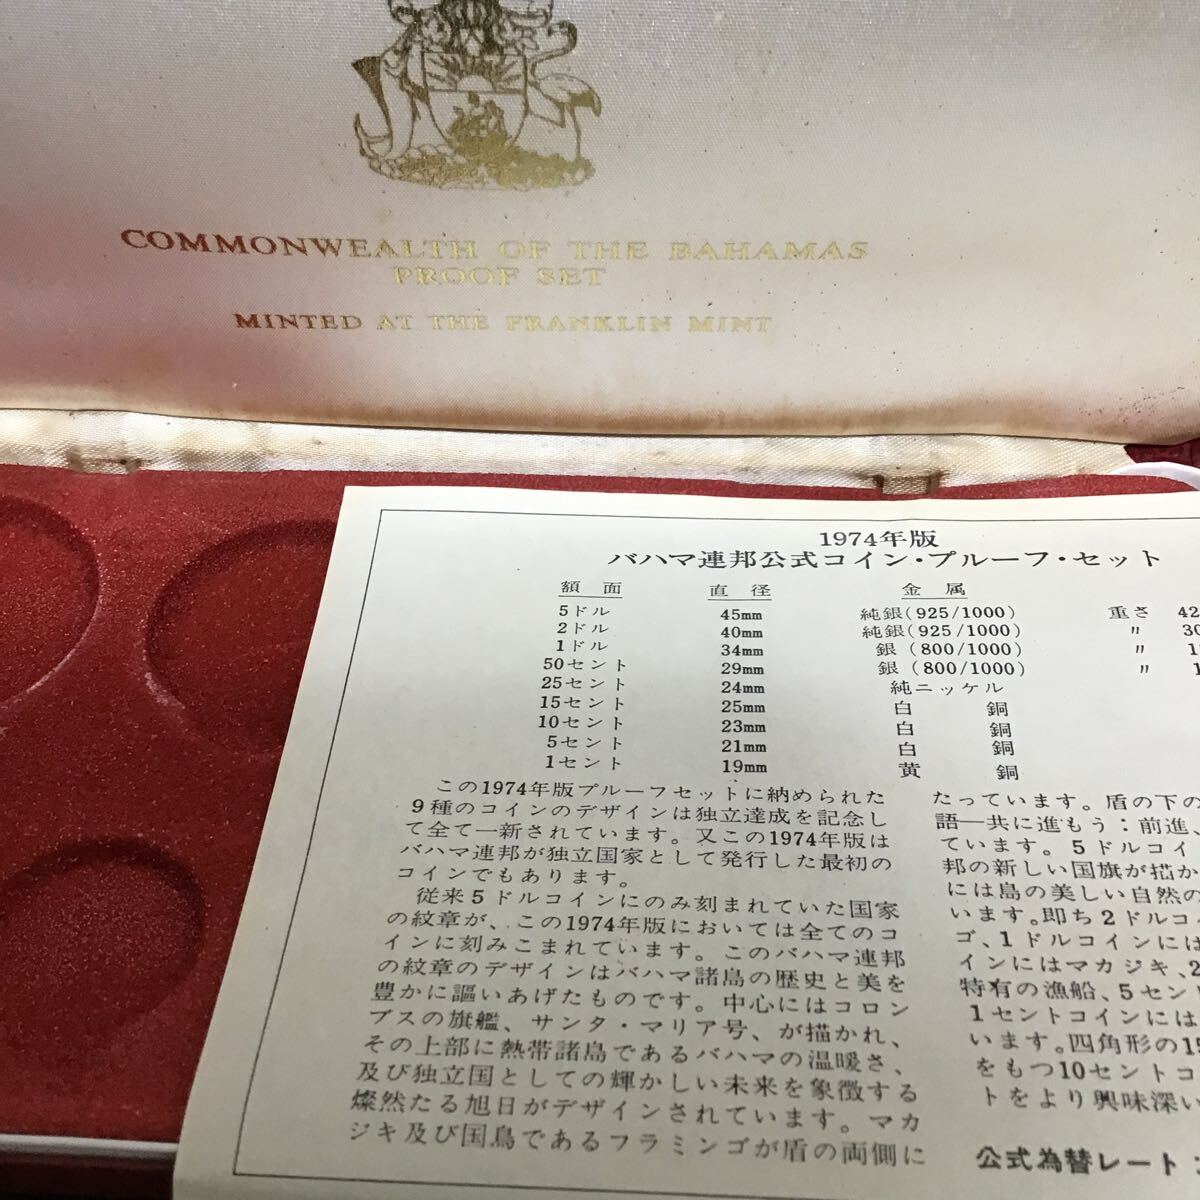 COMMONWEALTH OF THE BAHAMAS
PROOF SET
MINTED AT THE FRANKLIN MINT
1974年版
バハマ連邦公式コイン・プルーフ・セット
額面 直径 金属
5ドル 45mm 純銀(925/1000) 重さ 42
2ドル 40mm 純銀(925/1000) 〃 30
1ドル 34mm 銀(800/1000) 〃 1
50セント 29mm 銀(800/1000) 〃 1
25セント 24mm 純ニッケル
15セント 25mm 白銅
10セント 23mm 白銅
5セント 21mm 白銅
1セント 19mm 黄銅
この1974年版プルーフセットに納められた
9種のコインのデザインは独立達成を記念し
て全て一新されています。又この1974年版は
バハマ連邦が独立国家として発行した最初の
コインでもあります。
従来5ドルコインにのみ刻まれていた国家
の紋章が、この1974年版においては全てのコ
インに刻みこまれています。このバハマ連邦
の紋章のデザインはバハマ諸島の歴史と美を
豊かに謳いあげたものです。中心にはコロン
ブスの旗艦、サンタ・マリア号、が描かれ、
その上部に熱帯諸島であるバハマの温暖さ、
及び独立国としての輝かしい未来を象徴する
燦然たる旭日がデザインされています。マカ
ジキ及び国鳥であるフラミンゴが盾の両側に
たっています。盾の下の
語―共に進もう:前進、
ています。5ドルコイ
邦の新しい国旗が描か
には島の美しい自然の
います。即ち2ドルコ
ゴ、1ドルコインには
インにはマカジキ、2
特有の漁船、5セント
1セントコインには
います。四角形の15
をもつ10セントコ
トをより興味深い
公式為替レート: